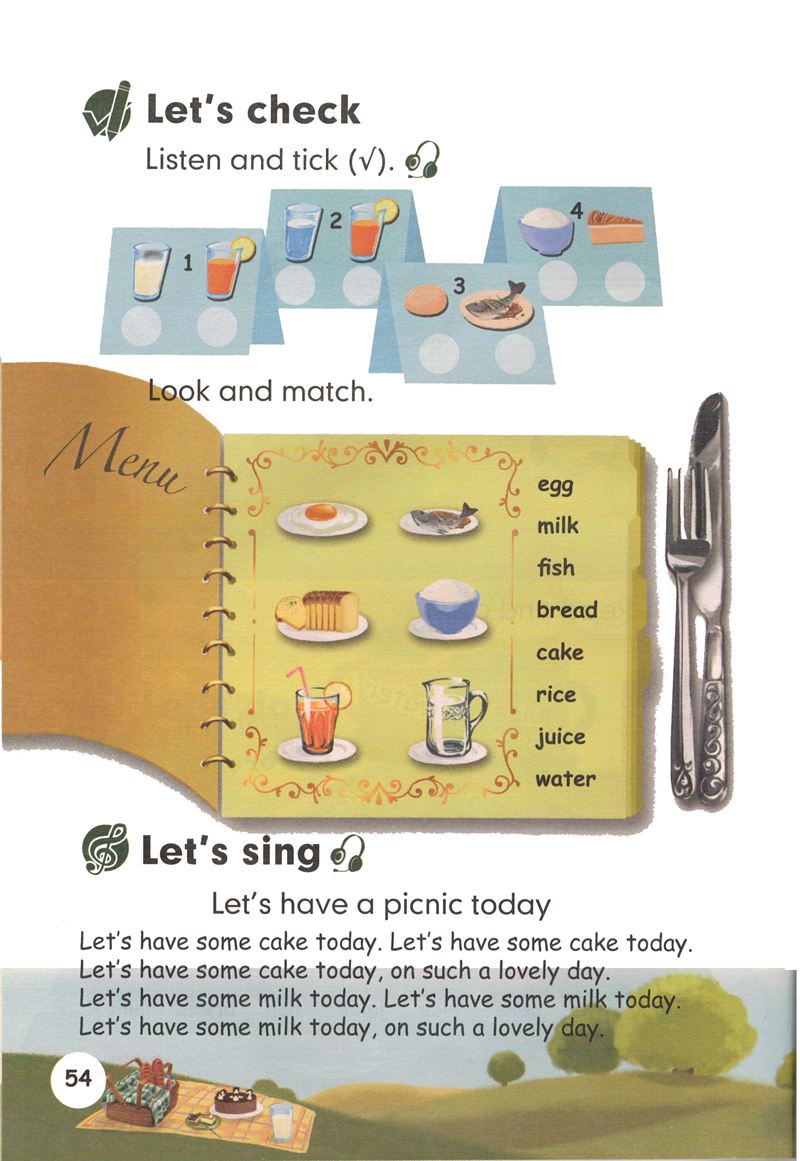 Let's check
Listen and tick (√).
1
2
3
4
Look and match.
Menu
egg
milk
fish
bread
cake
rice
juice
water
Let's sing
Let's have a picnic today
Let's have some cake today. Let's have some cake today.
Let's have some cake today, on such a lovely day.
Let's have some milk today. Let's have some milk today.
Let's have some milk today, on such a lovely day.
54